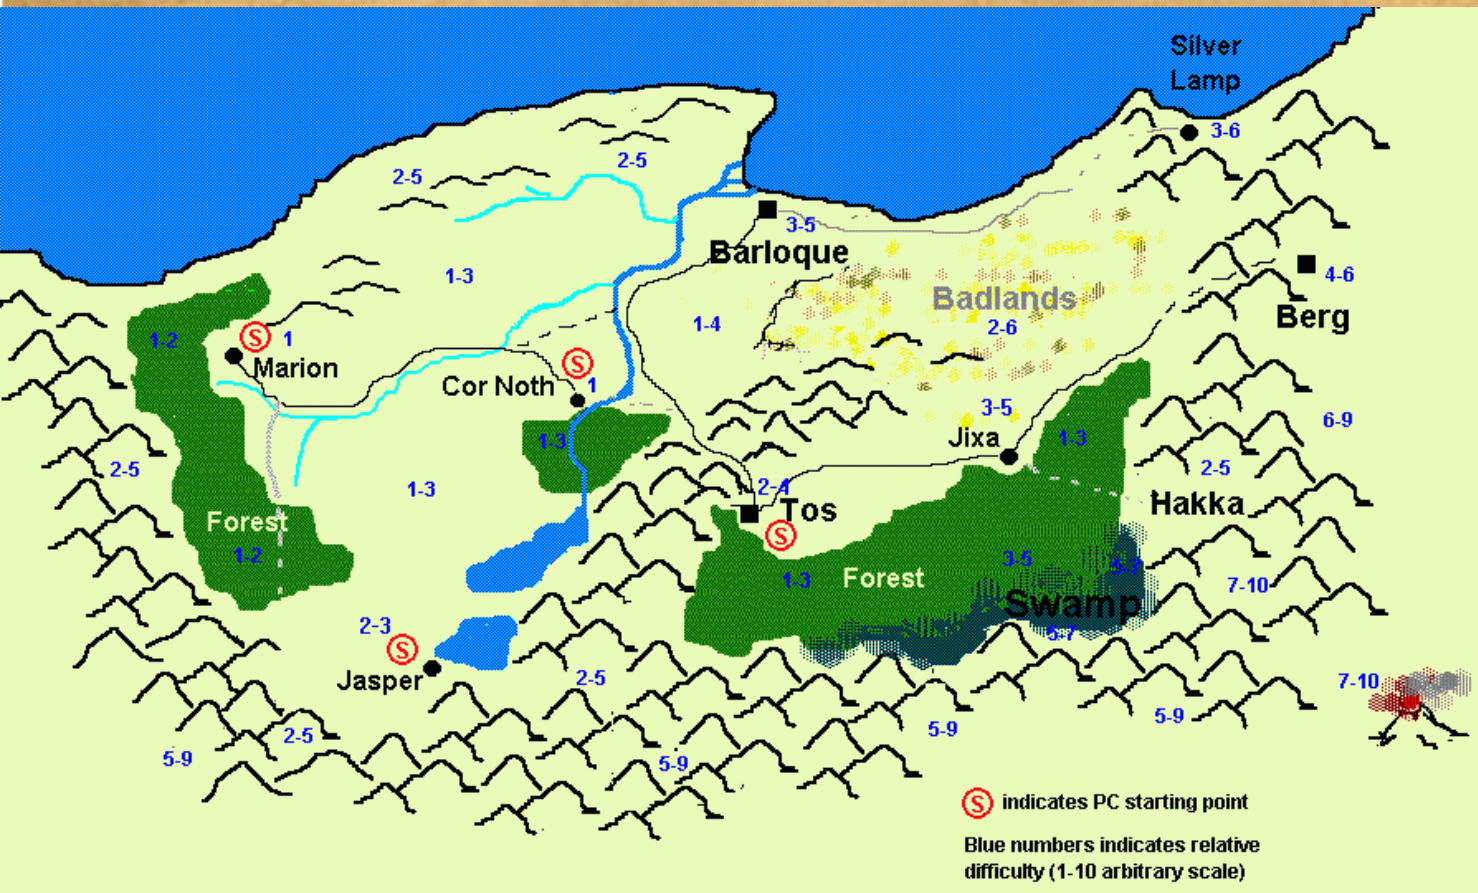 Silver
Lamp
3-6
2-5
2-5
3-5
Barloque
4-6
Berg
1-3
Badlands
2-6
1-4
1-2
S
1
Marion
S
Cor Noth
1
3-5
Jixa
1-3
6-9
1-3
2-5
2-5
1-3
2-4
Tos
S
Hakka
Forest
1-2
1-3
Forest
3-5
5-7
7-10
Swamp
5-7
2-3
S
Jasper
2-5
7-10
2-5
5-9
5-9
5-9
5-9
S indicates PC starting point
Blue numbers indicates relative
difficulty (1-10 arbitrary scale)